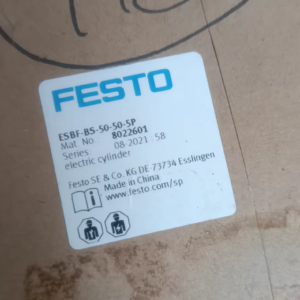 FESTO
ESBF-BS-50-50-5P
Mat. No. 8022601
Series. 08 2021 58
electric cylinder
Festo SE & Co. KG DE-73734 Esslingen
Made in China
www.festo.com/sp